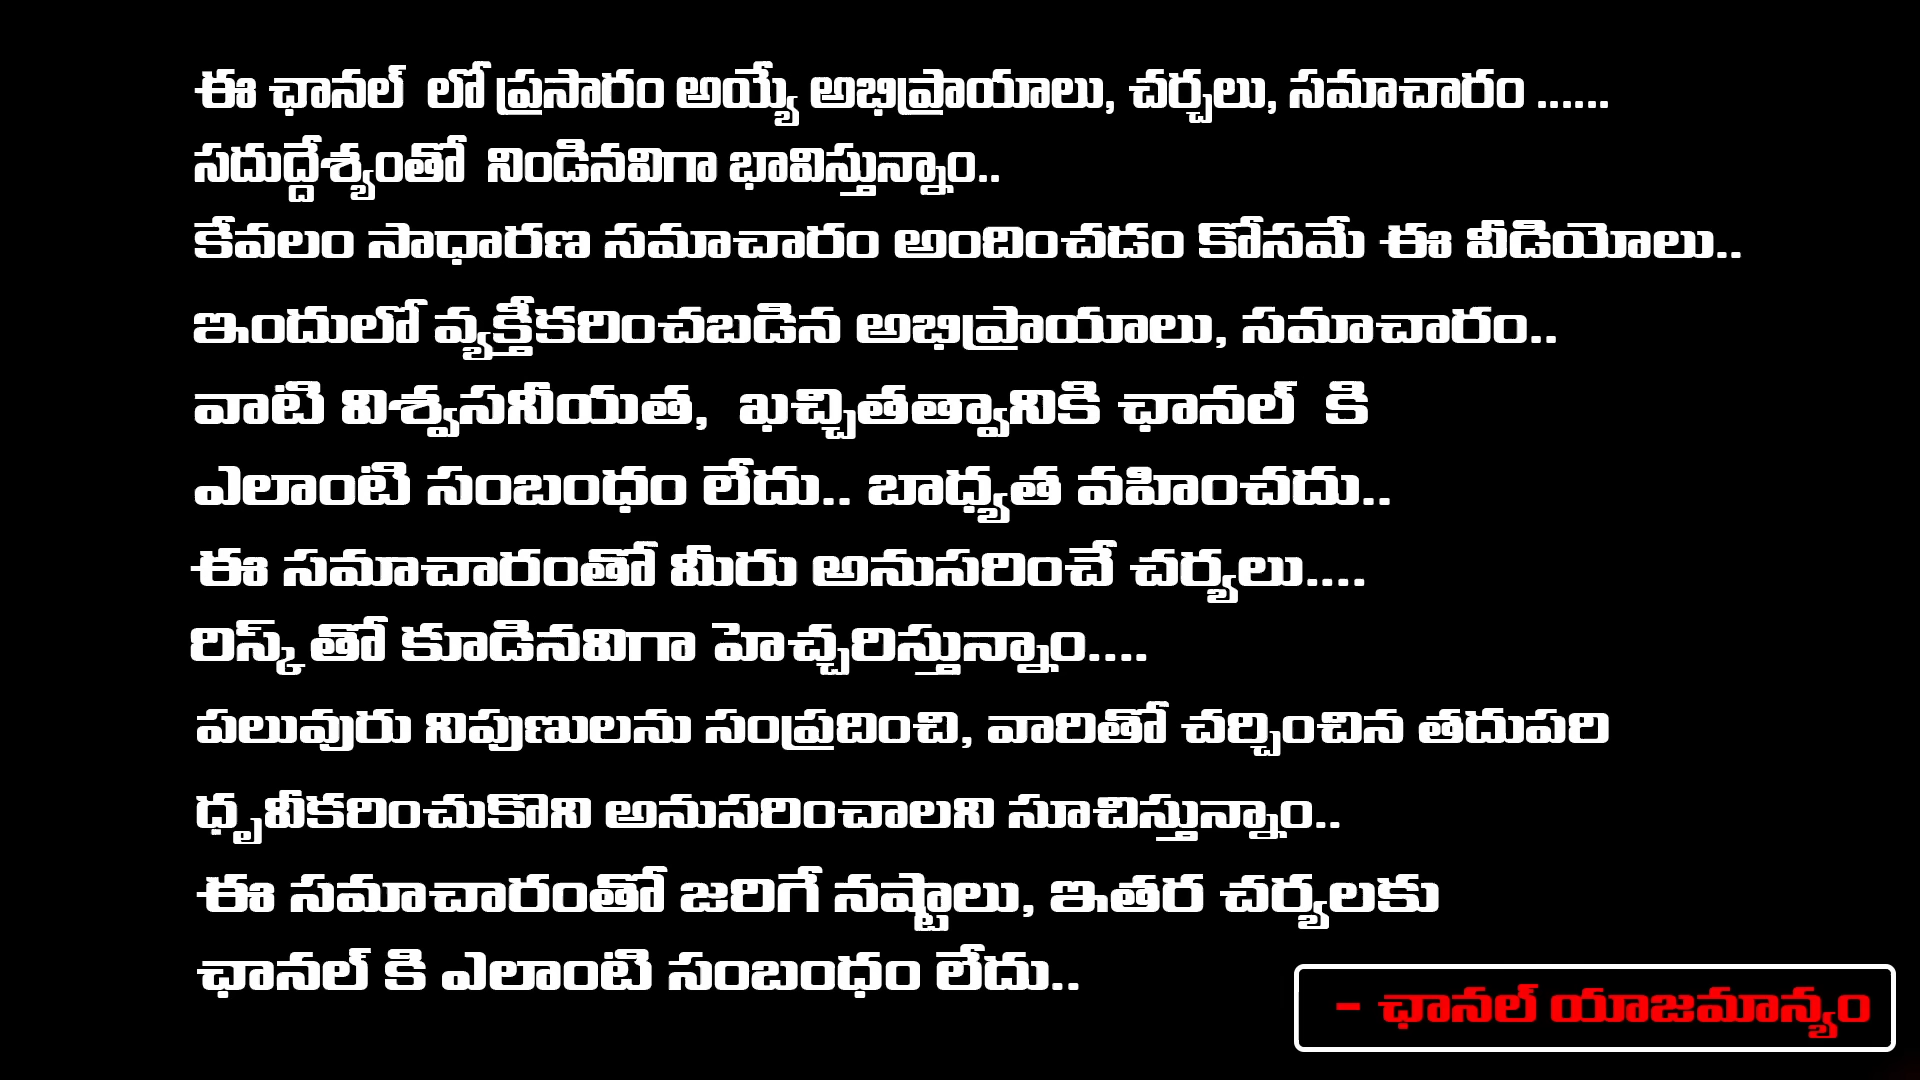 ఈ ఛానల్ లో ప్రసారం అయ్యే అభిప్రాయాలు, చర్చలు, సమాచారం ......
సదుద్దేశ్యంతో నిండినవిగా భావిస్తున్నాం..
కేవలం సాధారణ సమాచారం అందించడం కోసమే ఈ వీడియోలు..
ఇందులో వ్యక్తీకరించబడిన అభిప్రాయాలు, సమాచారం..
వాటి విశ్వసనీయత, ఖచ్చితత్వానికి ఛానల్ కి
ఎలాంటి సంబంధం లేదు.. బాధ్యత వహించదు..
ఈ సమాచారంతో మీరు అనుసరించే చర్యలు....
రిస్క్ తో కూడినవిగా హెచ్చరిస్తున్నాం....
పలువురు నిపుణులను సంప్రదించి, వారితో చర్చించిన తదుపరి
ధృవీకరించుకొని అనుసరించాలని సూచిస్తున్నాం..
ఈ సమాచారంతో జరిగే నష్టాలు, ఇతర చర్యలకు
ఛానల్ కి ఎలాంటి సంబంధం లేదు..
- ఛానల్ యాజమాన్యం